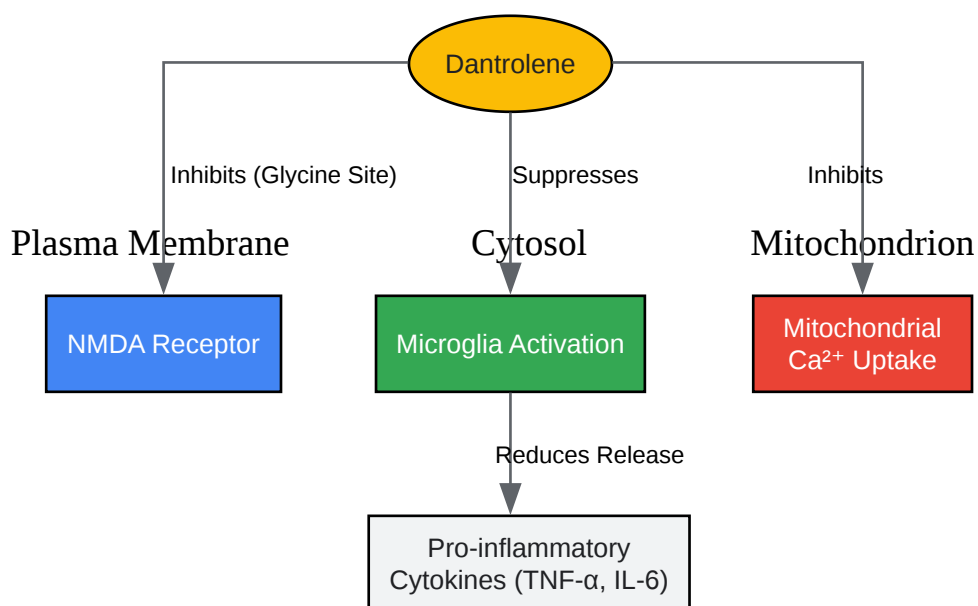 Dantrolene
Inhibits (Glycine Site)
Suppresses
Inhibits
Plasma Membrane
Cytosol
Mitochondrion
NMDA Receptor
Microglia Activation
Mitochondrial
Ca²⁺ Uptake
Reduces Release
Pro-inflammatory
Cytokines (TNF-α, IL-6)